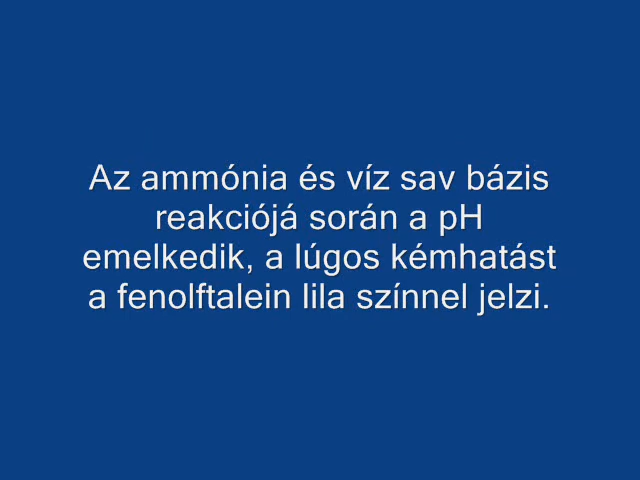 Az ammónia és víz sav bázis
reakciójá során a pH
emelkedik, a lúgos kémhatást
a fenolftalein lila színnel jelzi.